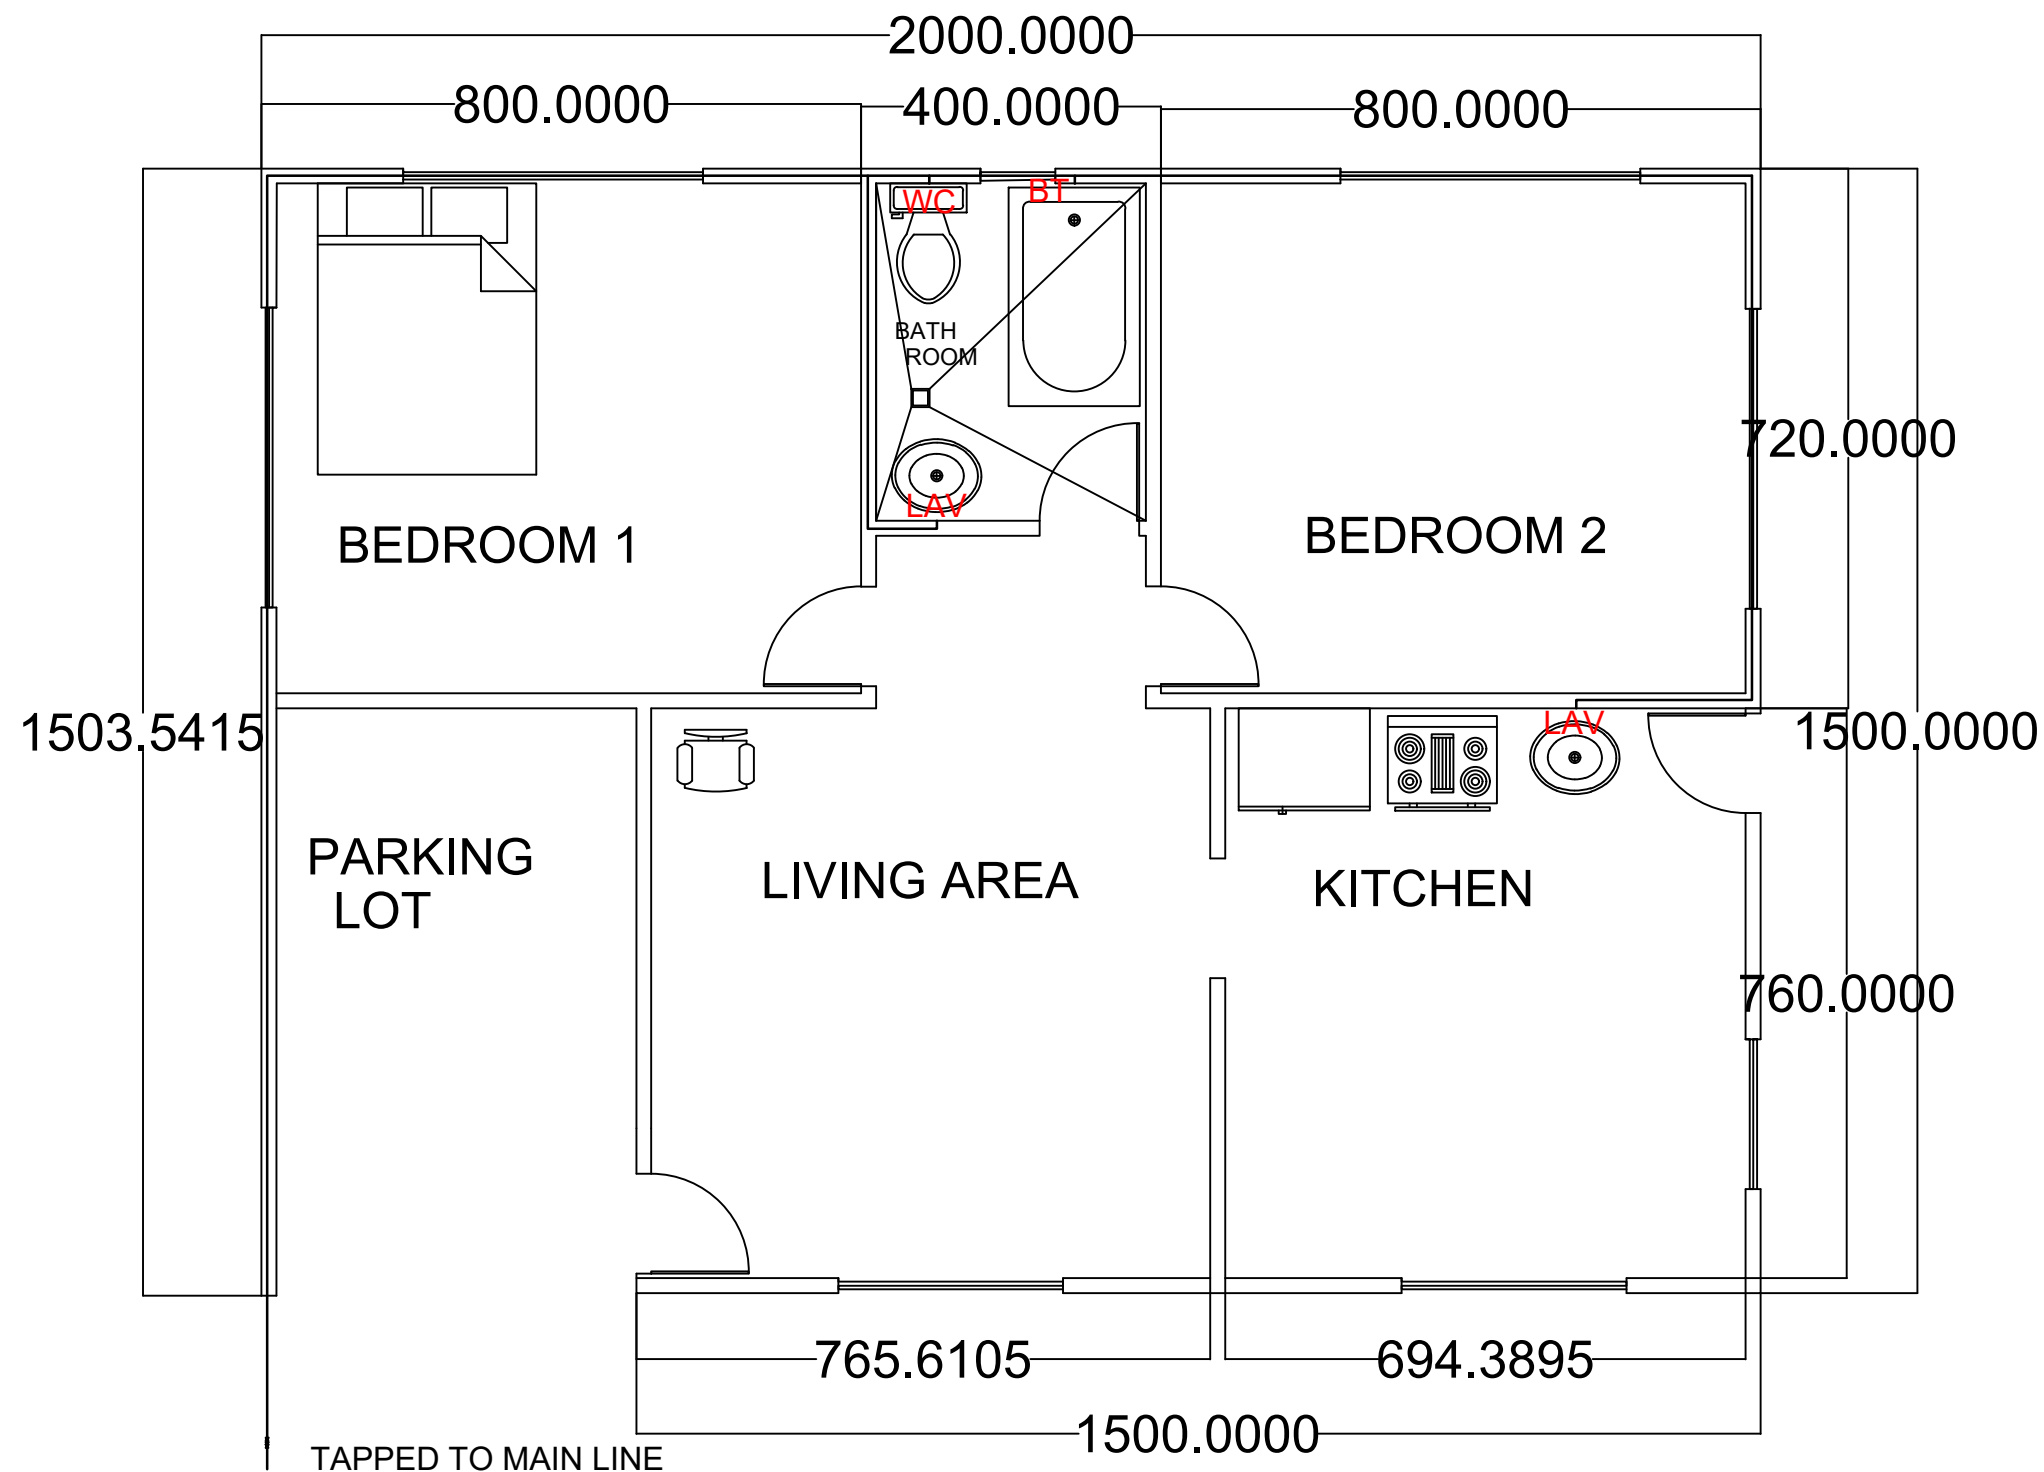 2000.0000
800.0000
400.0000
800.0000
WC
BT
BATH
ROOM
720.0000
LAV
BEDROOM 1
BEDROOM 2
1503.5415
LAV
1500.0000
PARKING
LOT
LIVING AREA
KITCHEN
760.0000
765.6105
694.3895
1500.0000
TAPPED TO MAIN LINE